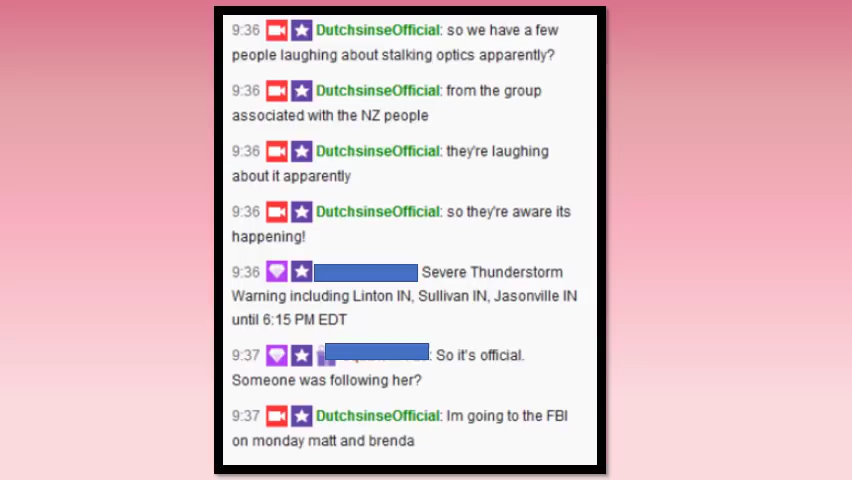 9:36 DutchsinseOfficial: so we have a few
people laughing about stalking optics apparently?
9:36 DutchsinseOfficial: from the group
associated with the NZ people
9:36 DutchsinseOfficial: they're laughing
about it apparently
9:36 DutchsinseOfficial: so they're aware its
happening!
9:36 Severe Thunderstorm
Warning including Linton IN, Sullivan IN, Jasonville IN
until 6:15 PM EDT
9:37 : So it's official.
Someone was following her?
9:37 DutchsinseOfficial: Im going to the FBI
on monday matt and brenda